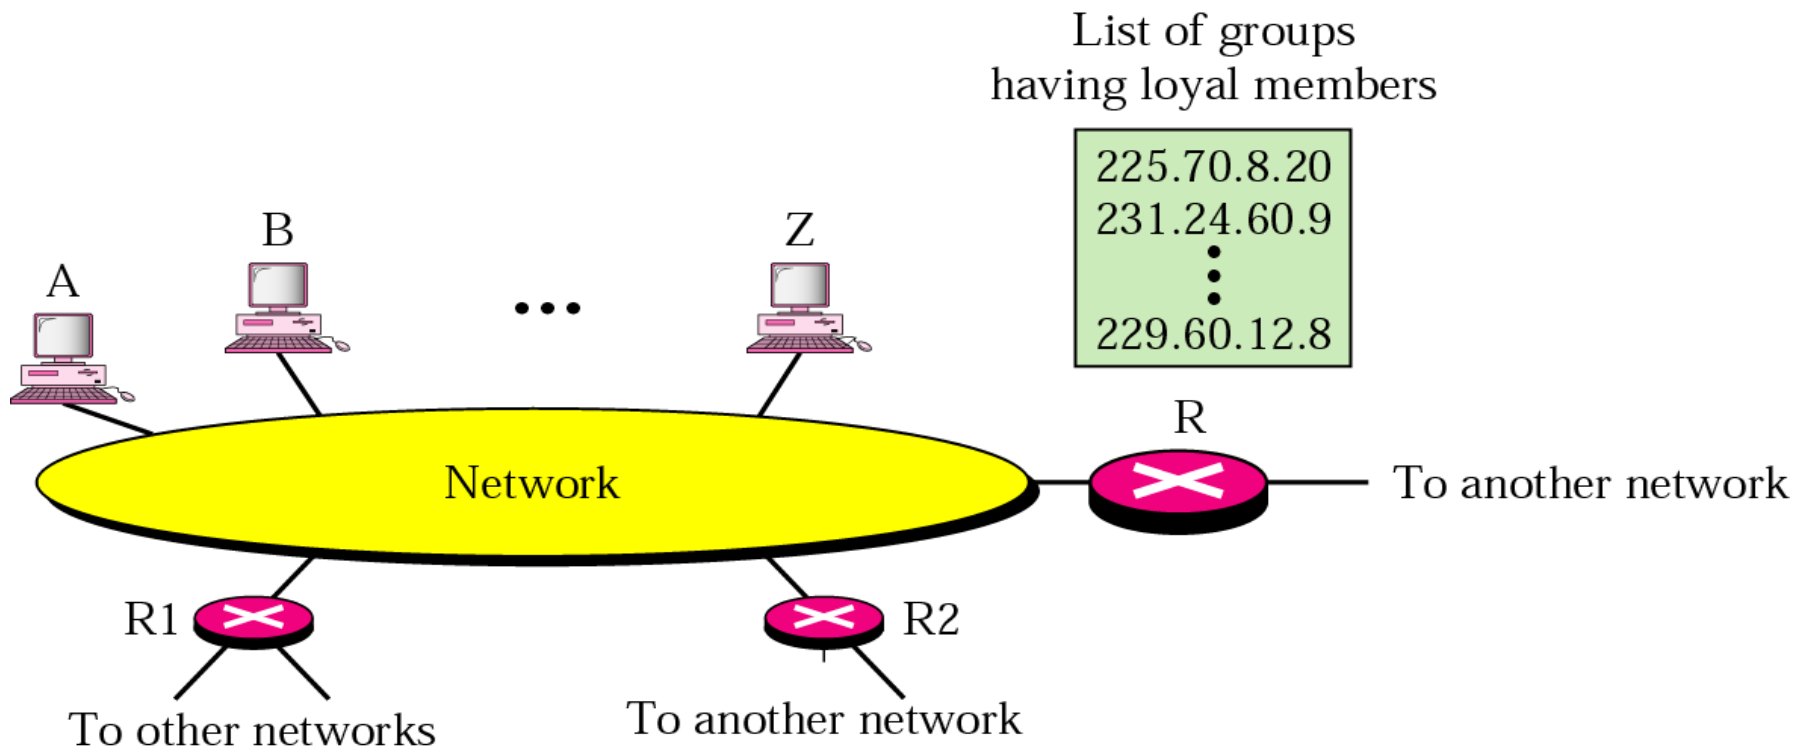 List of groups
having loyal members
225.70.8.20
231.24.60.9
229.60.12.8
A
B
Z
R
Network
To another network
R1
R2
To other networks
To another network